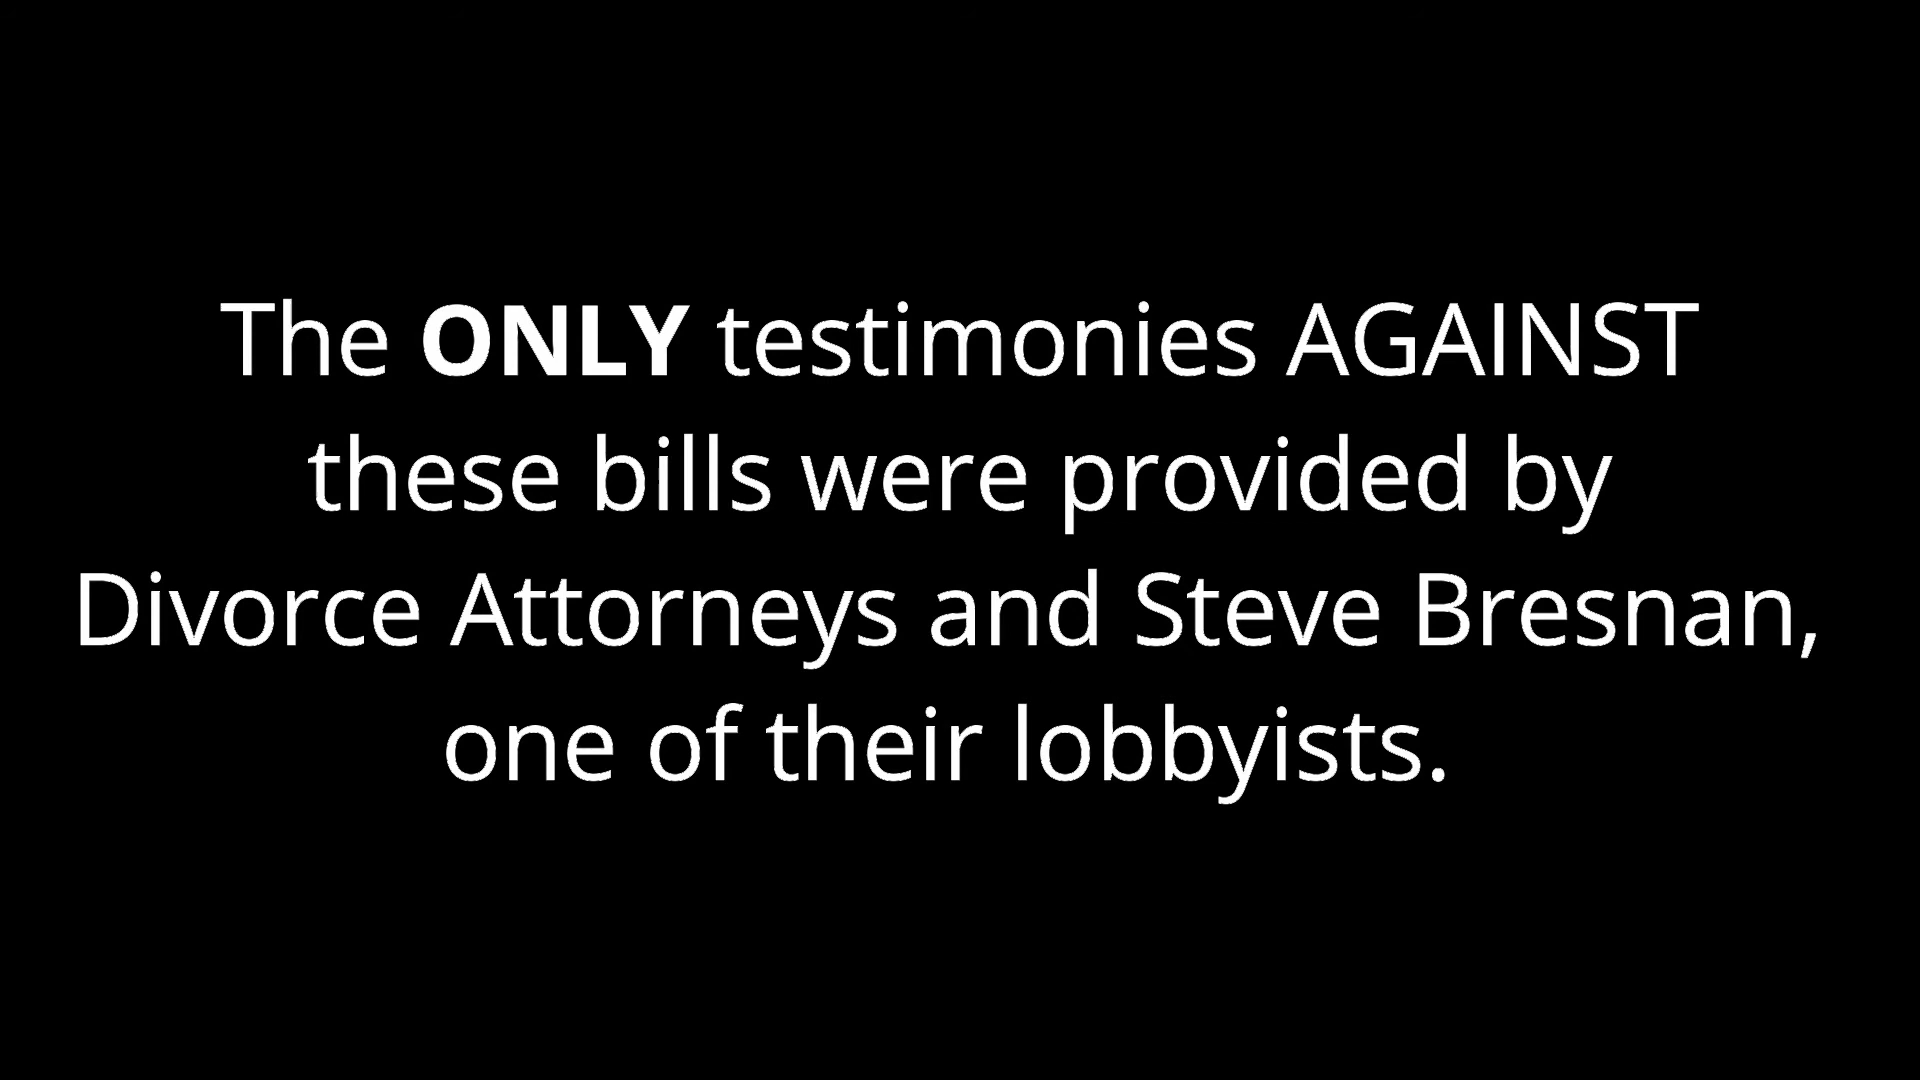 The ONLY testimonies AGAINST
these bills were provided by
Divorce Attorneys and Steve Bresnan,
one of their lobbyists.